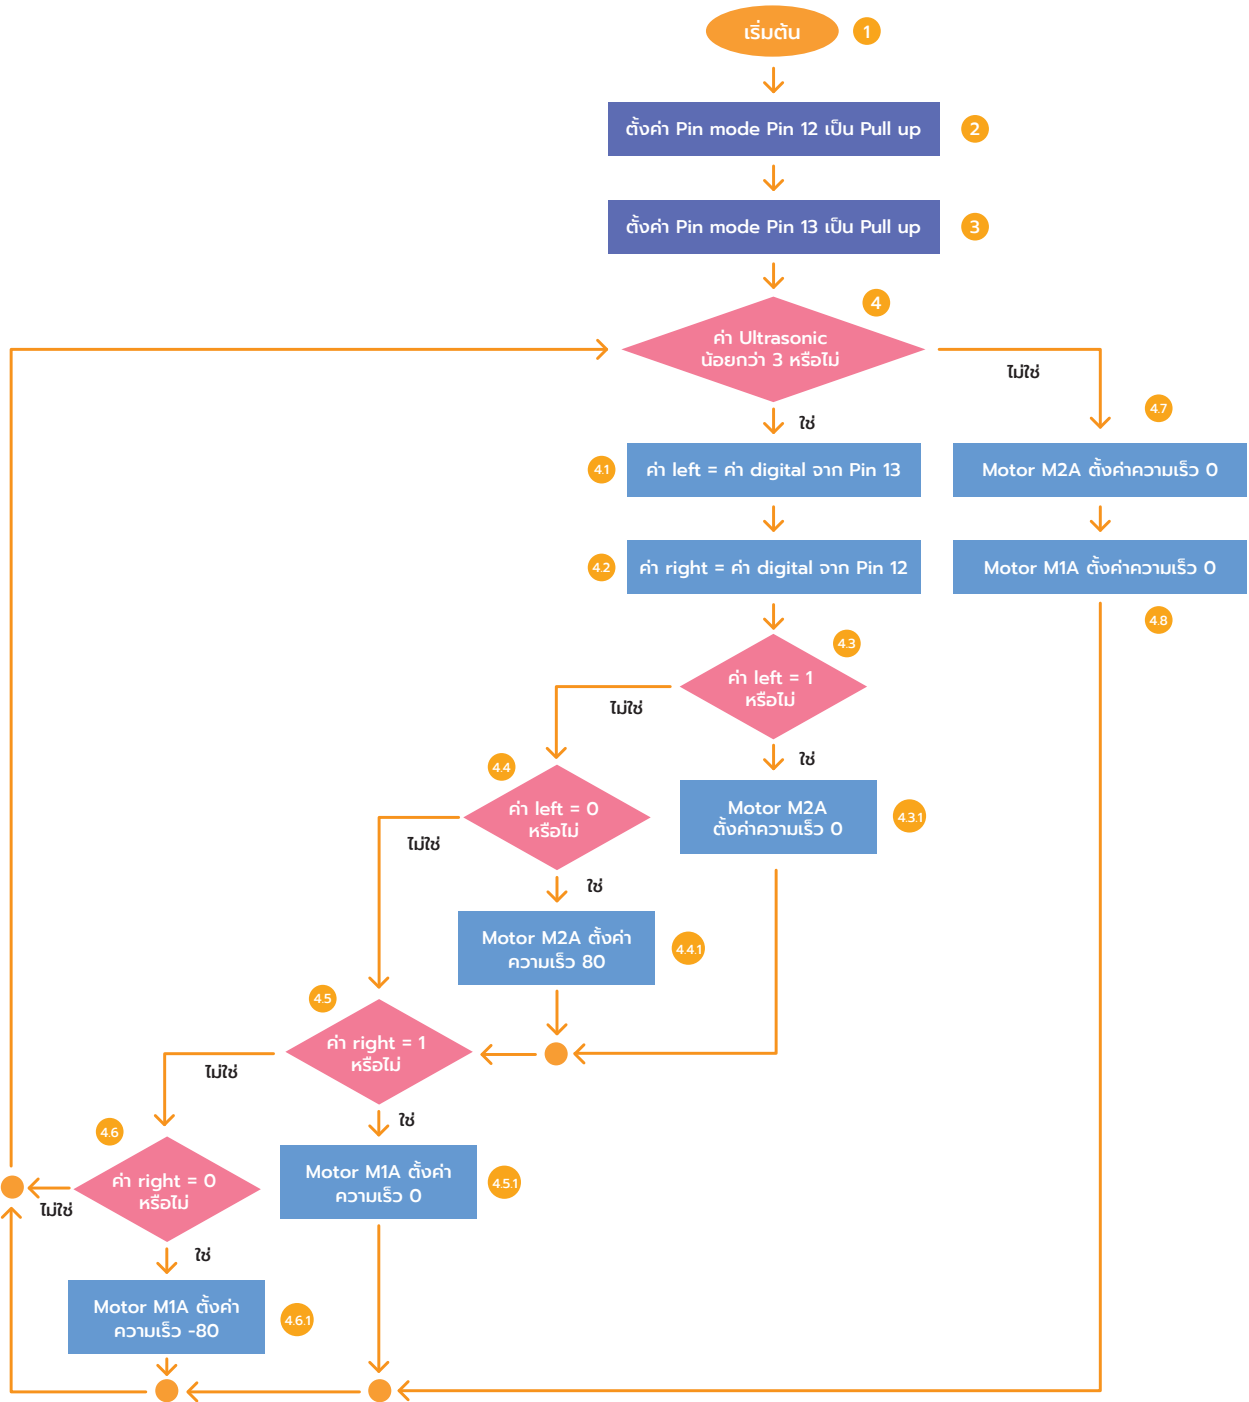 เริ่มต้น
1
ตั้งค่า Pin mode Pin 12 เป็น Pull up
2
ตั้งค่า Pin mode Pin 13 เป็น Pull up
3
4
ค่า Ultrasonic
น้อยกว่า 3 หรือไม่
ไม่ใช่
ใช่
4.7
4.1
ค่า left = ค่า digital จาก Pin 13
Motor M2A ตั้งค่าความเร็ว 0
4.2
ค่า right = ค่า digital จาก Pin 12
Motor M1A ตั้งค่าความเร็ว 0
4.8
4.3
ค่า left = 1
หรือไม่
ไม่ใช่
ใช่
4.4
ค่า left = 0
หรือไม่
Motor M2A
ตั้งค่าความเร็ว 0
4.3.1
ไม่ใช่
ใช่
Motor M2A ตั้งค่า
ความเร็ว 80
4.4.1
4.5
ค่า right = 1
หรือไม่
ไม่ใช่
ใช่
4.6
ค่า right = 0
หรือไม่
Motor M1A ตั้งค่า
ความเร็ว 0
4.5.1
ไม่ใช่
ใช่
Motor M1A ตั้งค่า
ความเร็ว -80
4.6.1